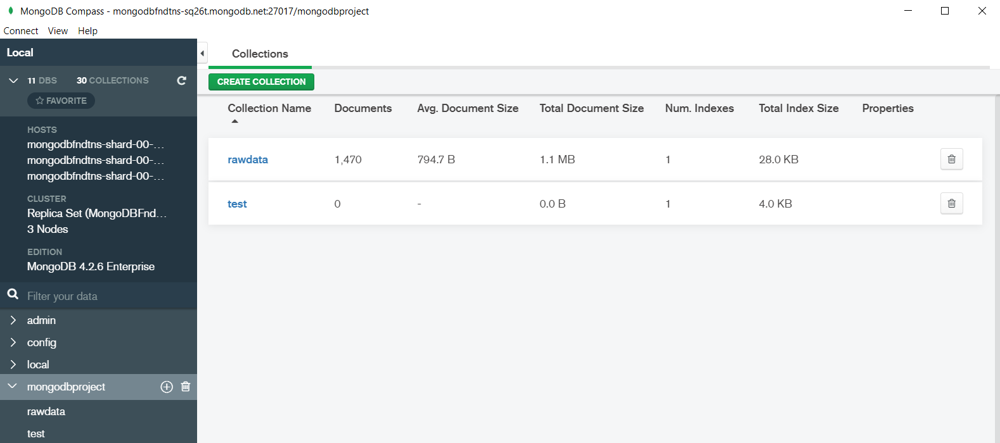 MongoDB Compass - mongodbfndtns-sq26t.mongodb.net:27017/mongodbproject
Connect View Help
Local
11 DBS 30 COLLECTIONS
FAVORITE
HOSTS
mongodbfndtns-shard-00-...
mongodbfndtns-shard-00-...
mongodbfndtns-shard-00-...
CLUSTER
Replica Set (MongoDBFnd...
3 Nodes
EDITION
MongoDB 4.2.6 Enterprise
Filter your data
admin
config
local
mongodbproject
rawdata
test
Collections
CREATE COLLECTION
Collection Name Documents Avg. Document Size Total Document Size Num. Indexes Total Index Size Properties
rawdata 1,470 794.7 B 1.1 MB 1 28.0 KB
test 0 - 0.0 B 1 4.0 KB